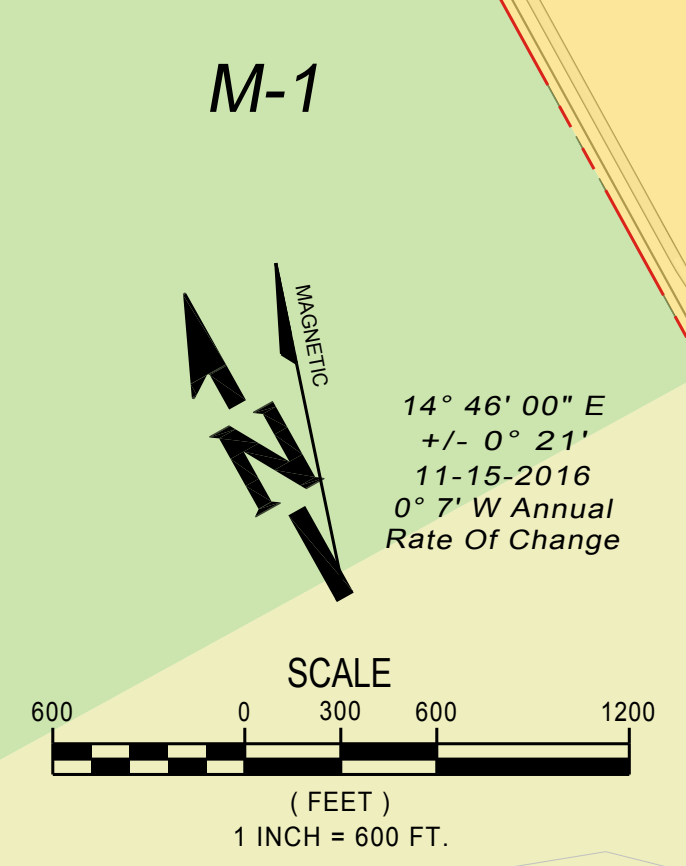 M-1
MAGNETIC
N
14° 46' 00" E
+/- 0° 21'
11-15-2016
0° 7' W Annual
Rate Of Change
SCALE
600 0 300 600 1200
( FEET )
1 INCH = 600 FT.